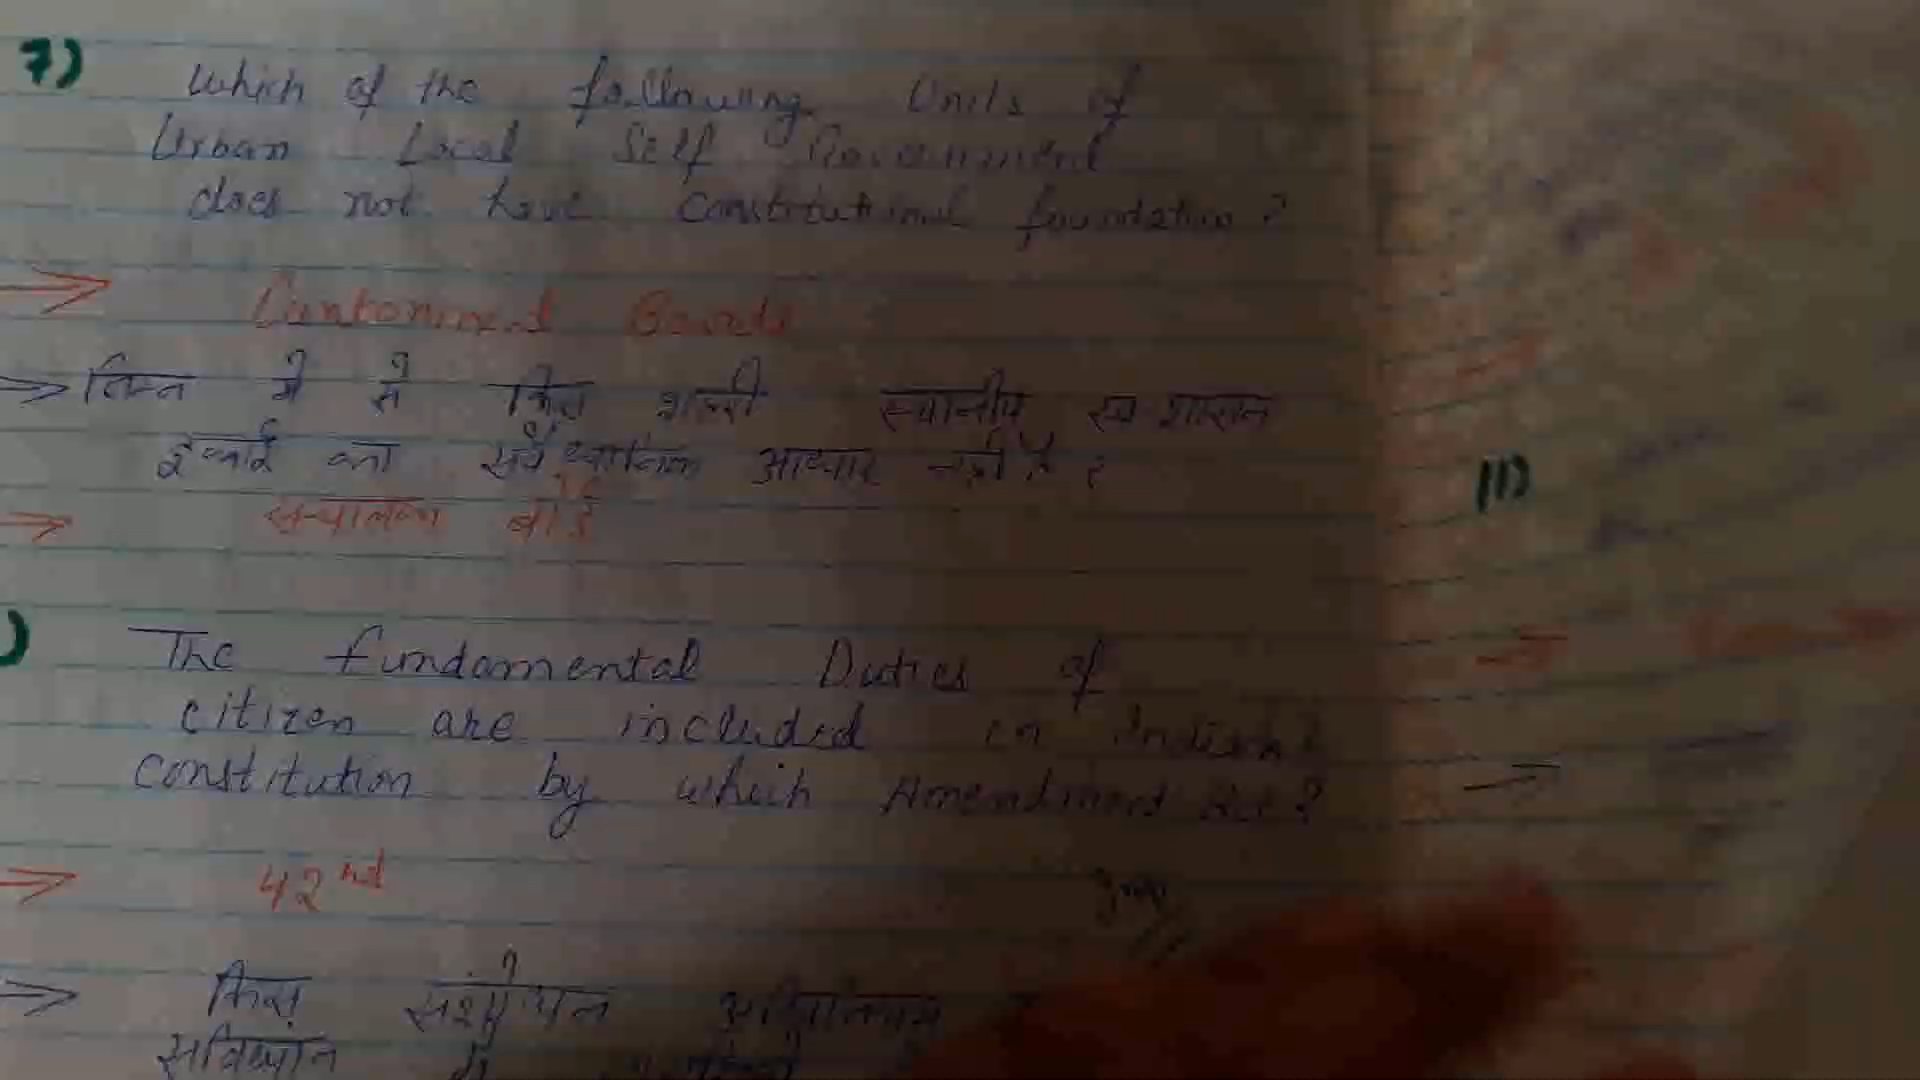 7)
Which of the following Units of
Urban Local Self Government
does not have constitutional foundation?
Cantonment Boards
निम्न में से किस शहरी स्थानीय स्व-शासन
इकाई का संवैधानिक आधार नहीं है ?
बोर्ड
)
The fundamental Duties of
citizen are included in Indian
constitution by which Amendment Act?
42nd
किस संशोधन अधिनियम
संविधान में
11)